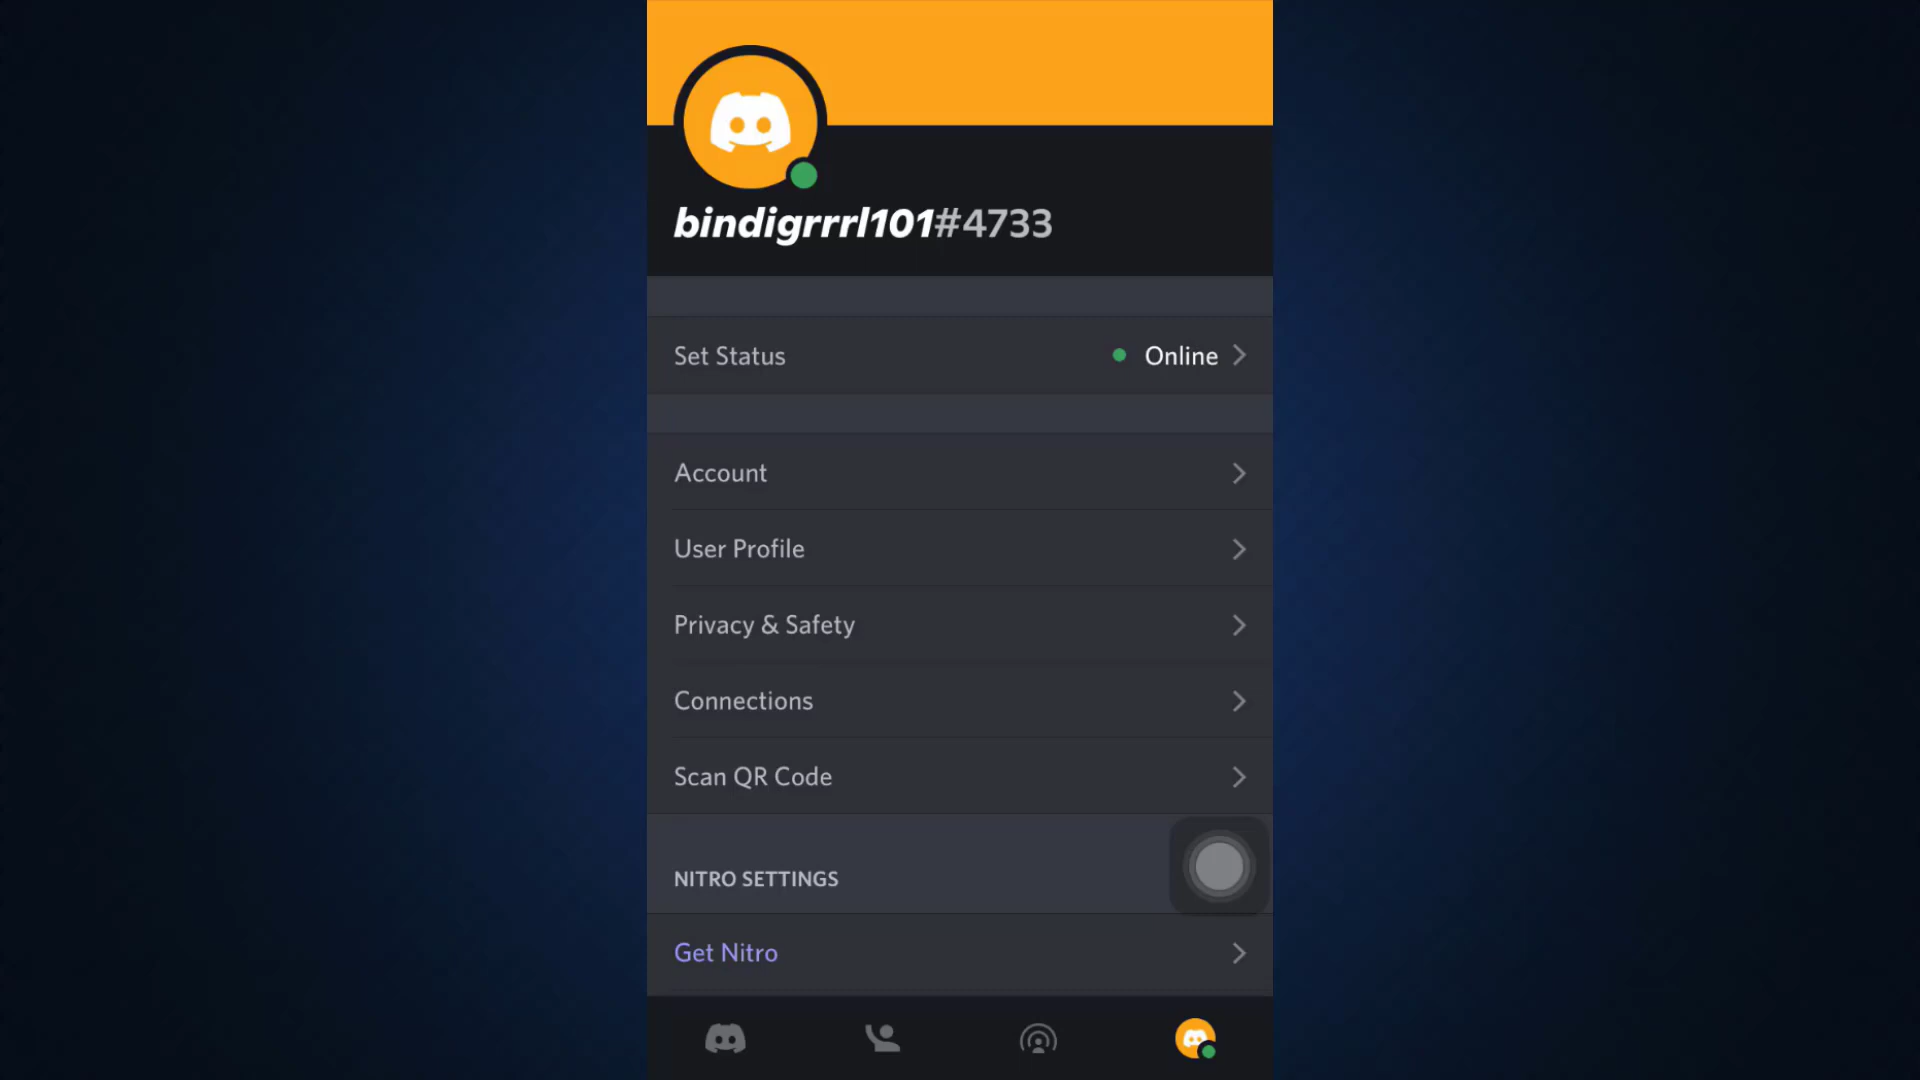 bindigrrrl101#4733
Set Status
Online
Account
User Profile
Privacy & Safety
Connections
Scan QR Code
NITRO SETTINGS
Get Nitro